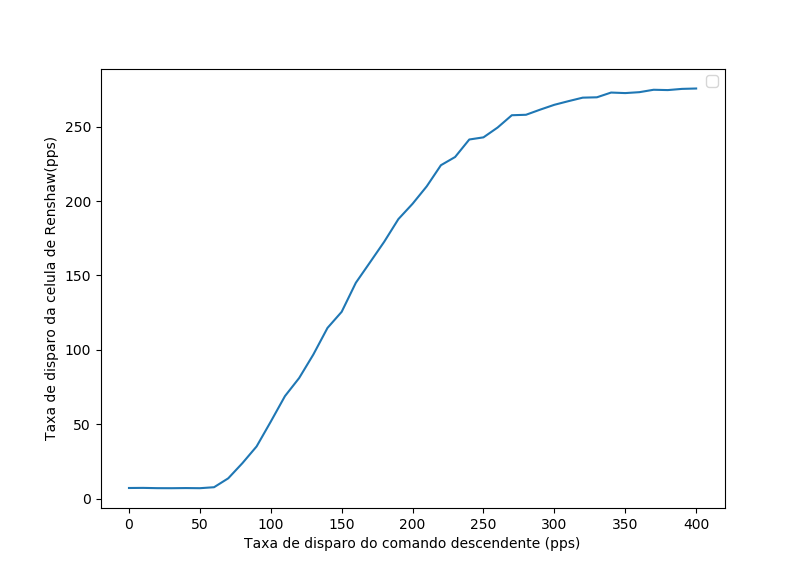 250
200
150
100
50
0
Taxa de disparo da celula de Renshaw(pps)
0 50 100 150 200 250 300 350 400
Taxa de disparo do comando descendente (pps)